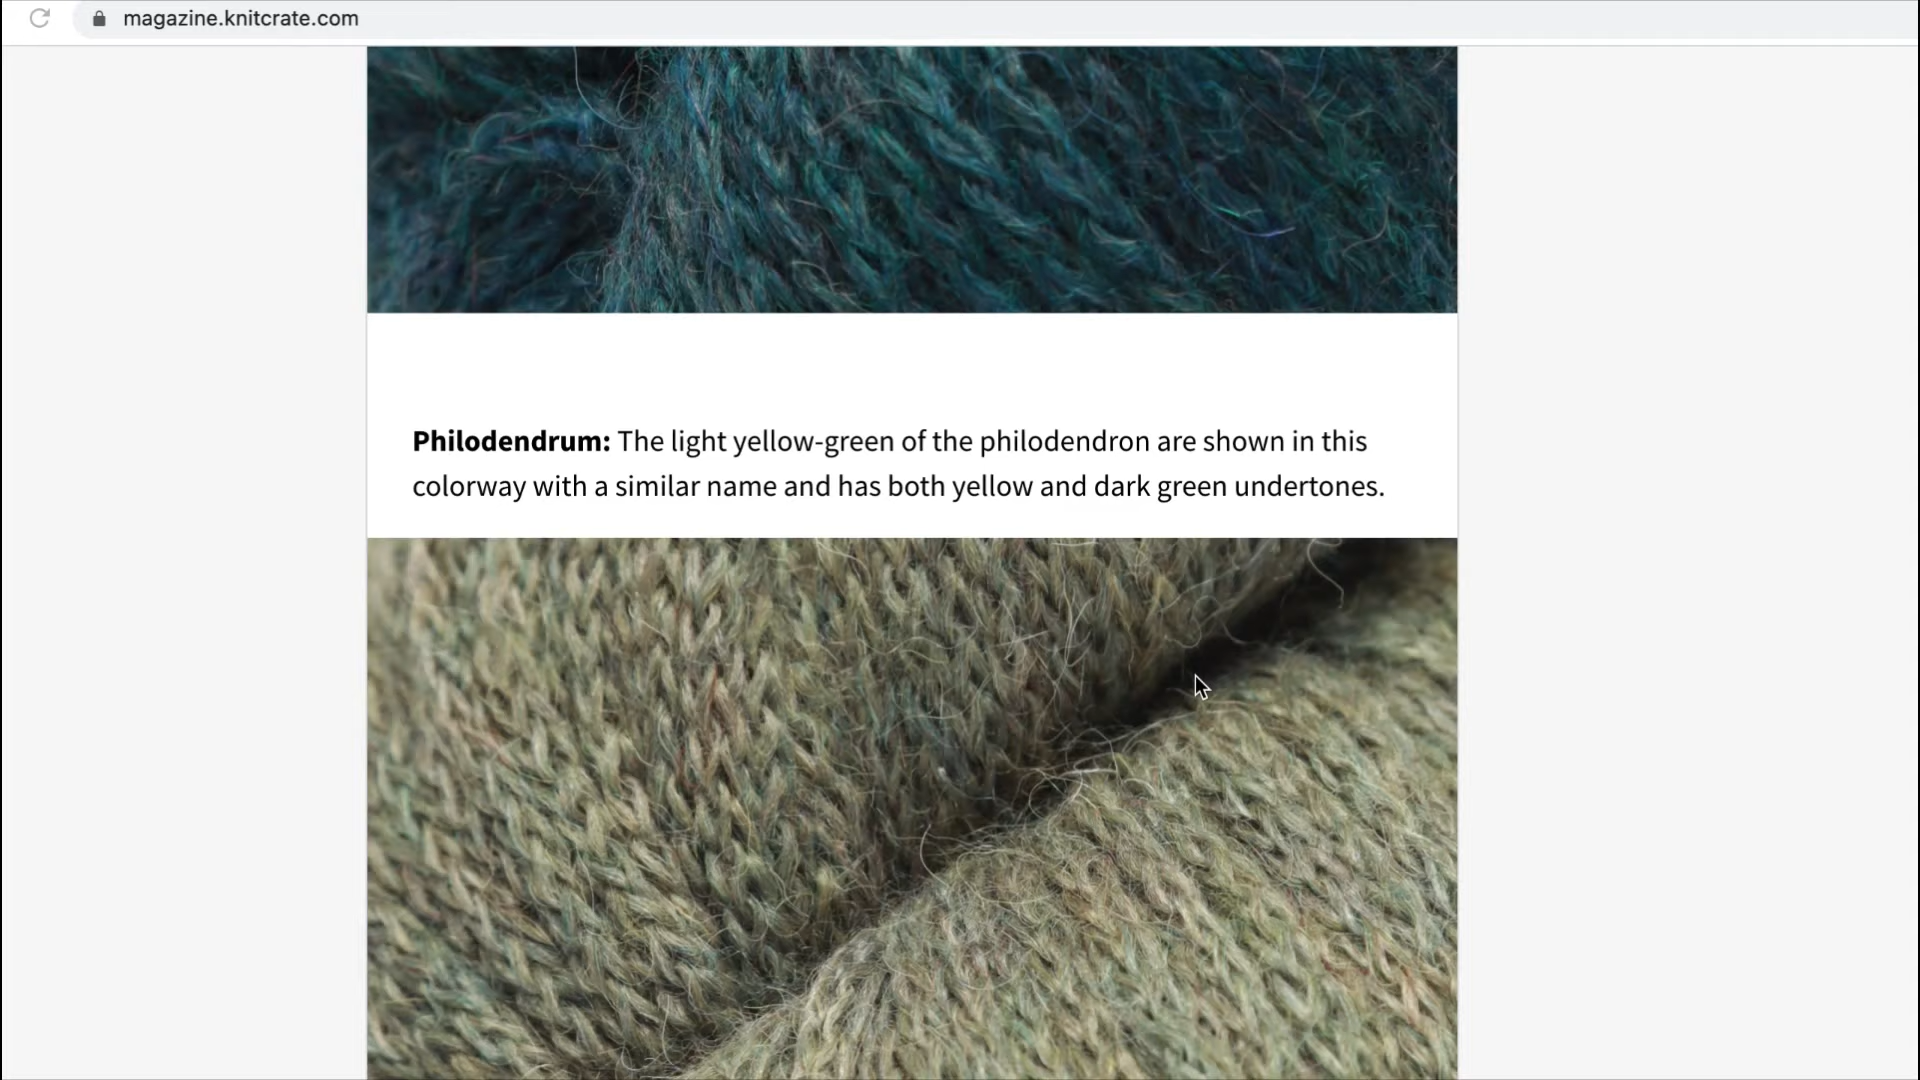 magazine.knitcrate.com
Philodendrum: The light yellow-green of the philodendron are shown in this
colorway with a similar name and has both yellow and dark green undertones.